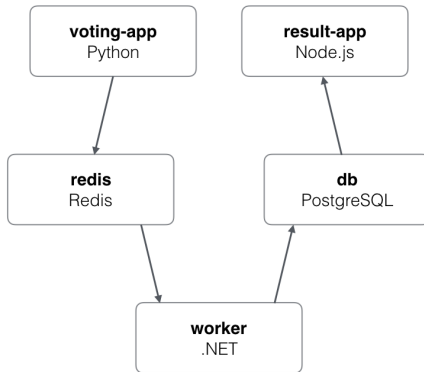 voting-app
Python
result-app
Node.js
redis
Redis
db
PostgreSQL
worker
.NET